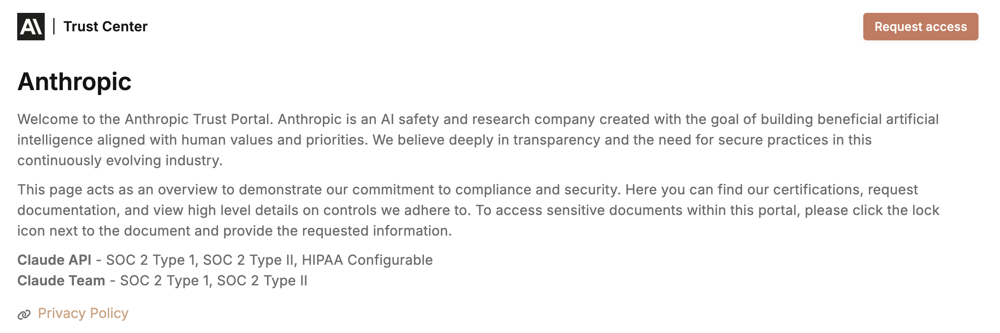 AI | Trust Center
Request access
Anthropic
Welcome to the Anthropic Trust Portal. Anthropic is an AI safety and research company created with the goal of building beneficial artificial
intelligence aligned with human values and priorities. We believe deeply in transparency and the need for secure practices in this
continuously evolving industry.
This page acts as an overview to demonstrate our commitment to compliance and security. Here you can find our certifications, request
documentation, and view high level details on controls we adhere to. To access sensitive documents within this portal, please click the lock
icon next to the document and provide the requested information.
Claude API - SOC 2 Type 1, SOC 2 Type II, HIPAA Configurable
Claude Team - SOC 2 Type 1, SOC 2 Type II
Privacy Policy